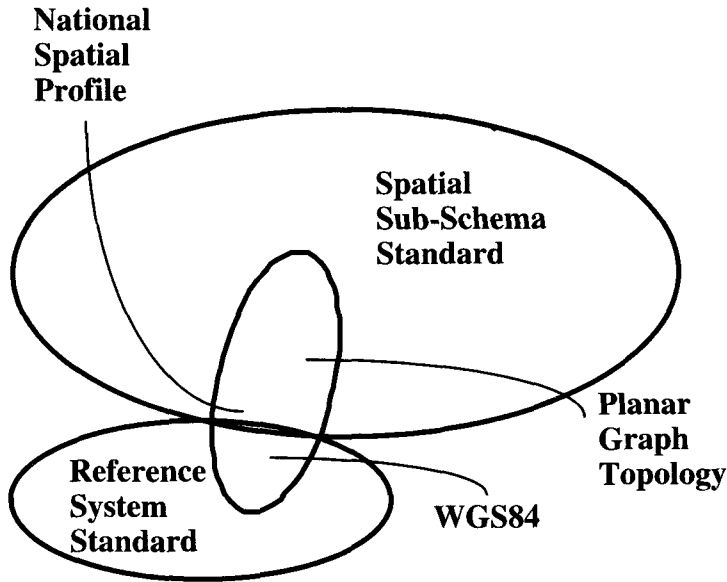 National
Spatial
Profile
Spatial
Sub-Schema
Standard
Planar
Graph
Topology
Reference
System
Standard
WGS84